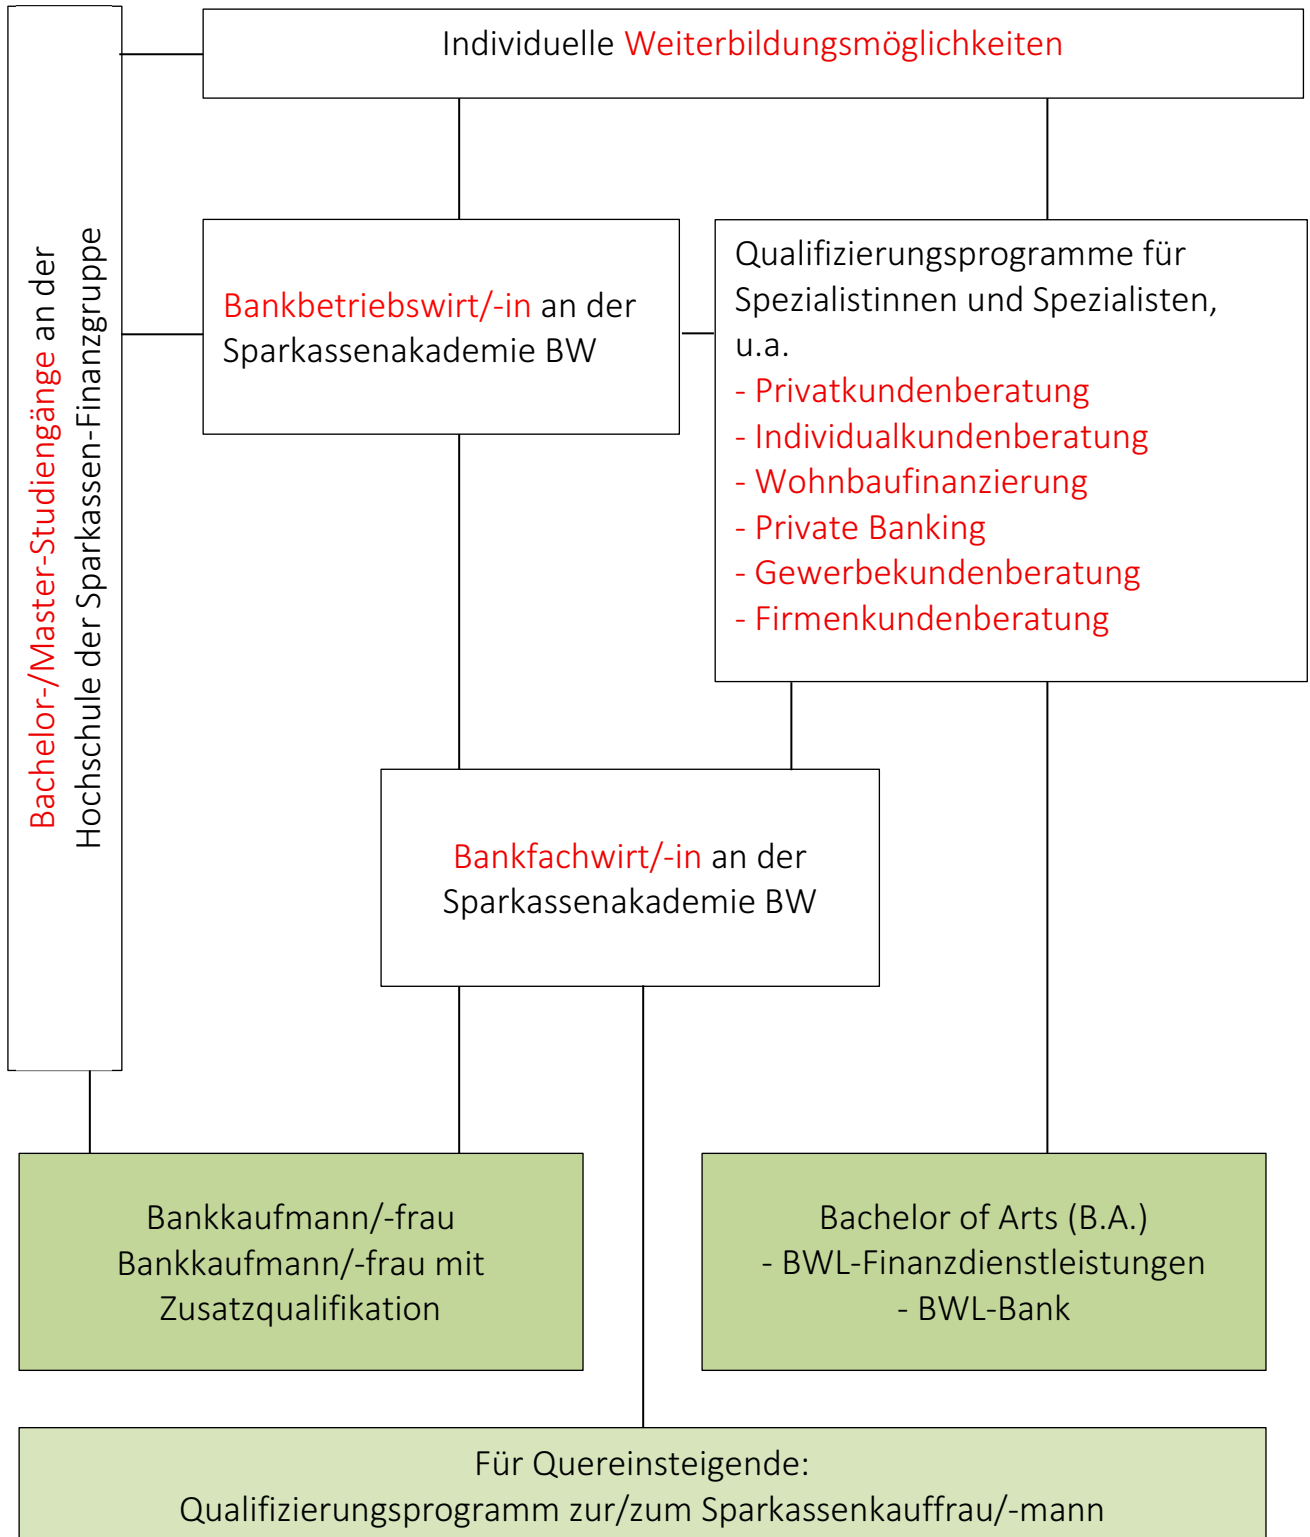 Individuelle Weiterbildungsmöglichkeiten
Bachelor-/Master-Studiengänge an der
Hochschule der Sparkassen-Finanzgruppe
Bankbetriebswirt/-in an der
Sparkassenakademie BW
Qualifizierungsprogramme für
Spezialistinnen und Spezialisten,
u.a.
- Privatkundenberatung
- Individualkundenberatung
- Wohnbaufinanzierung
- Private Banking
- Gewerbekundenberatung
- Firmenkundenberatung
Bankfachwirt/-in an der
Sparkassenakademie BW
Bankkaufmann/-frau
Bankkaufmann/-frau mit
Zusatzqualifikation
Bachelor of Arts (B.A.)
- BWL-Finanzdienstleistungen
- BWL-Bank
Für Quereinsteigende:
Qualifizierungsprogramm zur/zum Sparkassenkauffrau/-mann